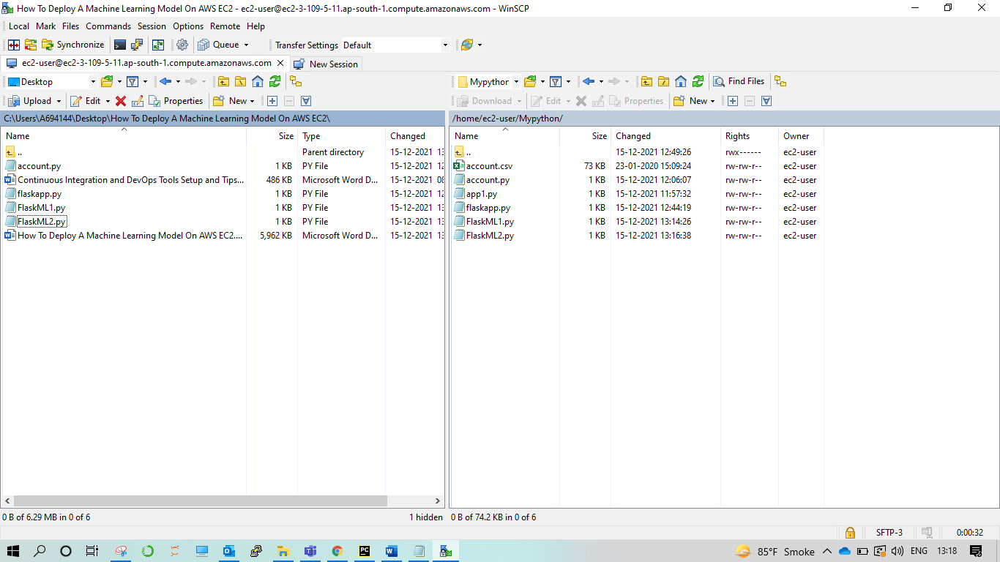 How To Deploy A Machine Learning Model On AWS EC2 - ec2-user@ec2-3-109-5-11.ap-south-1.compute.amazonaws.com - WinSCP
Local Mark Files Commands Session Options Remote Help
Synchronize Queue Transfer Settings Default
ec2-user@ec2-3-109-5-11.ap-south-1.compute.amazonaws.com New Session
Desktop Mypython Find Files
Upload Edit Properties New Download Edit Properties New
C:\Users\A694144\Desktop\How To Deploy A Machine Learning Model On AWS EC2\ /home/ec2-user/Mypython/
Name Size Type Changed Name Size Changed Rights Owner
.. Parent directory 15-12-2021 13 .. 15-12-2021 12:49:26 rwx------ ec2-user
account.py 1 KB PY File 15-12-2021 12 account.csv 73 KB 23-01-2020 15:09:24 rw-rw-r-- ec2-user
Continuous Integration and DevOps Tools Setup and Tips... 486 KB Microsoft Word D... 15-12-2021 08 account.py 1 KB 15-12-2021 12:06:07 rw-rw-r-- ec2-user
flaskapp.py 1 KB PY File 15-12-2021 12 app1.py 1 KB 15-12-2021 11:57:32 rw-rw-r-- ec2-user
FlaskML1.py 1 KB PY File 15-12-2021 13 flaskapp.py 1 KB 15-12-2021 12:44:19 rw-rw-r-- ec2-user
FlaskML2.py 1 KB PY File 15-12-2021 13 FlaskML1.py 1 KB 15-12-2021 13:14:26 rw-rw-r-- ec2-user
How To Deploy A Machine Learning Model On AWS EC2.... 5,962 KB Microsoft Word D... 15-12-2021 13 FlaskML2.py 1 KB 15-12-2021 13:16:38 rw-rw-r-- ec2-user
0 B of 6.29 MB in 0 of 6 1 hidden 0 B of 74.2 KB in 0 of 6
SFTP-3 0:00:32
85°F Smoke ENG 13:18